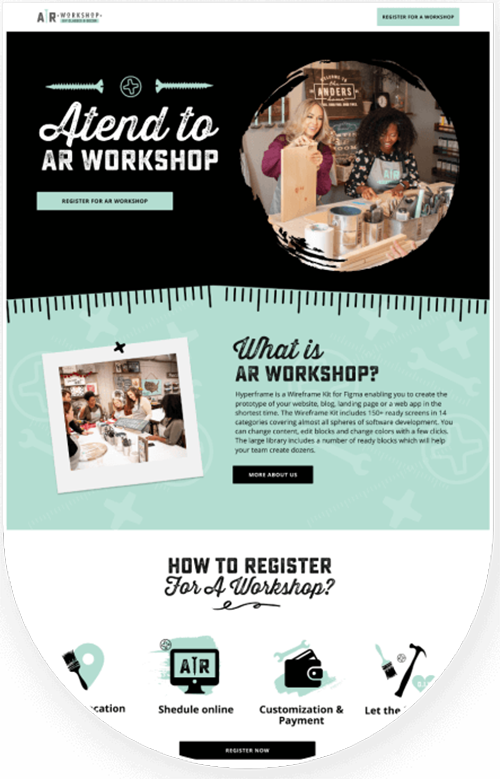 AR WORKSHOP
REGISTER FOR A WORKSHOP
Atend to
AR WORKSHOP
REGISTER FOR AR WORKSHOP
WELCOME TO
the
ANDERS
AR
What is
AR WORKSHOP?
Hyperframe is a Wireframe Kit for Figma enabling you to create the
prototype of your website, blog, landing page or a web app in the
shortest time. The Wireframe Kit includes 150+ ready screens in 14
categories covering almost all spheres of software development. You
can change content, edit blocks and change colors with a few clicks.
The large library includes a number of ready blocks which will help
your team create dozens.
MORE ABOUT US
HOW TO REGISTER
For A Workshop?
AR
cation
Shedule online
Customization &
Payment
Let the
REGISTER NOW